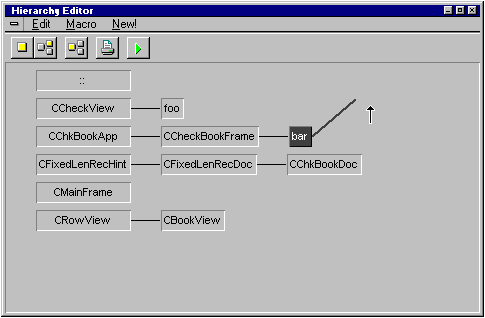 Hierarchy Editor
Edit Macro New!
::
CCheckView foo
CChkBookApp CCheckBookFrame bar
CFixedLenRecHint CFixedLenRecDoc CChkBookDoc
CMainFrame
CRowView CBookView